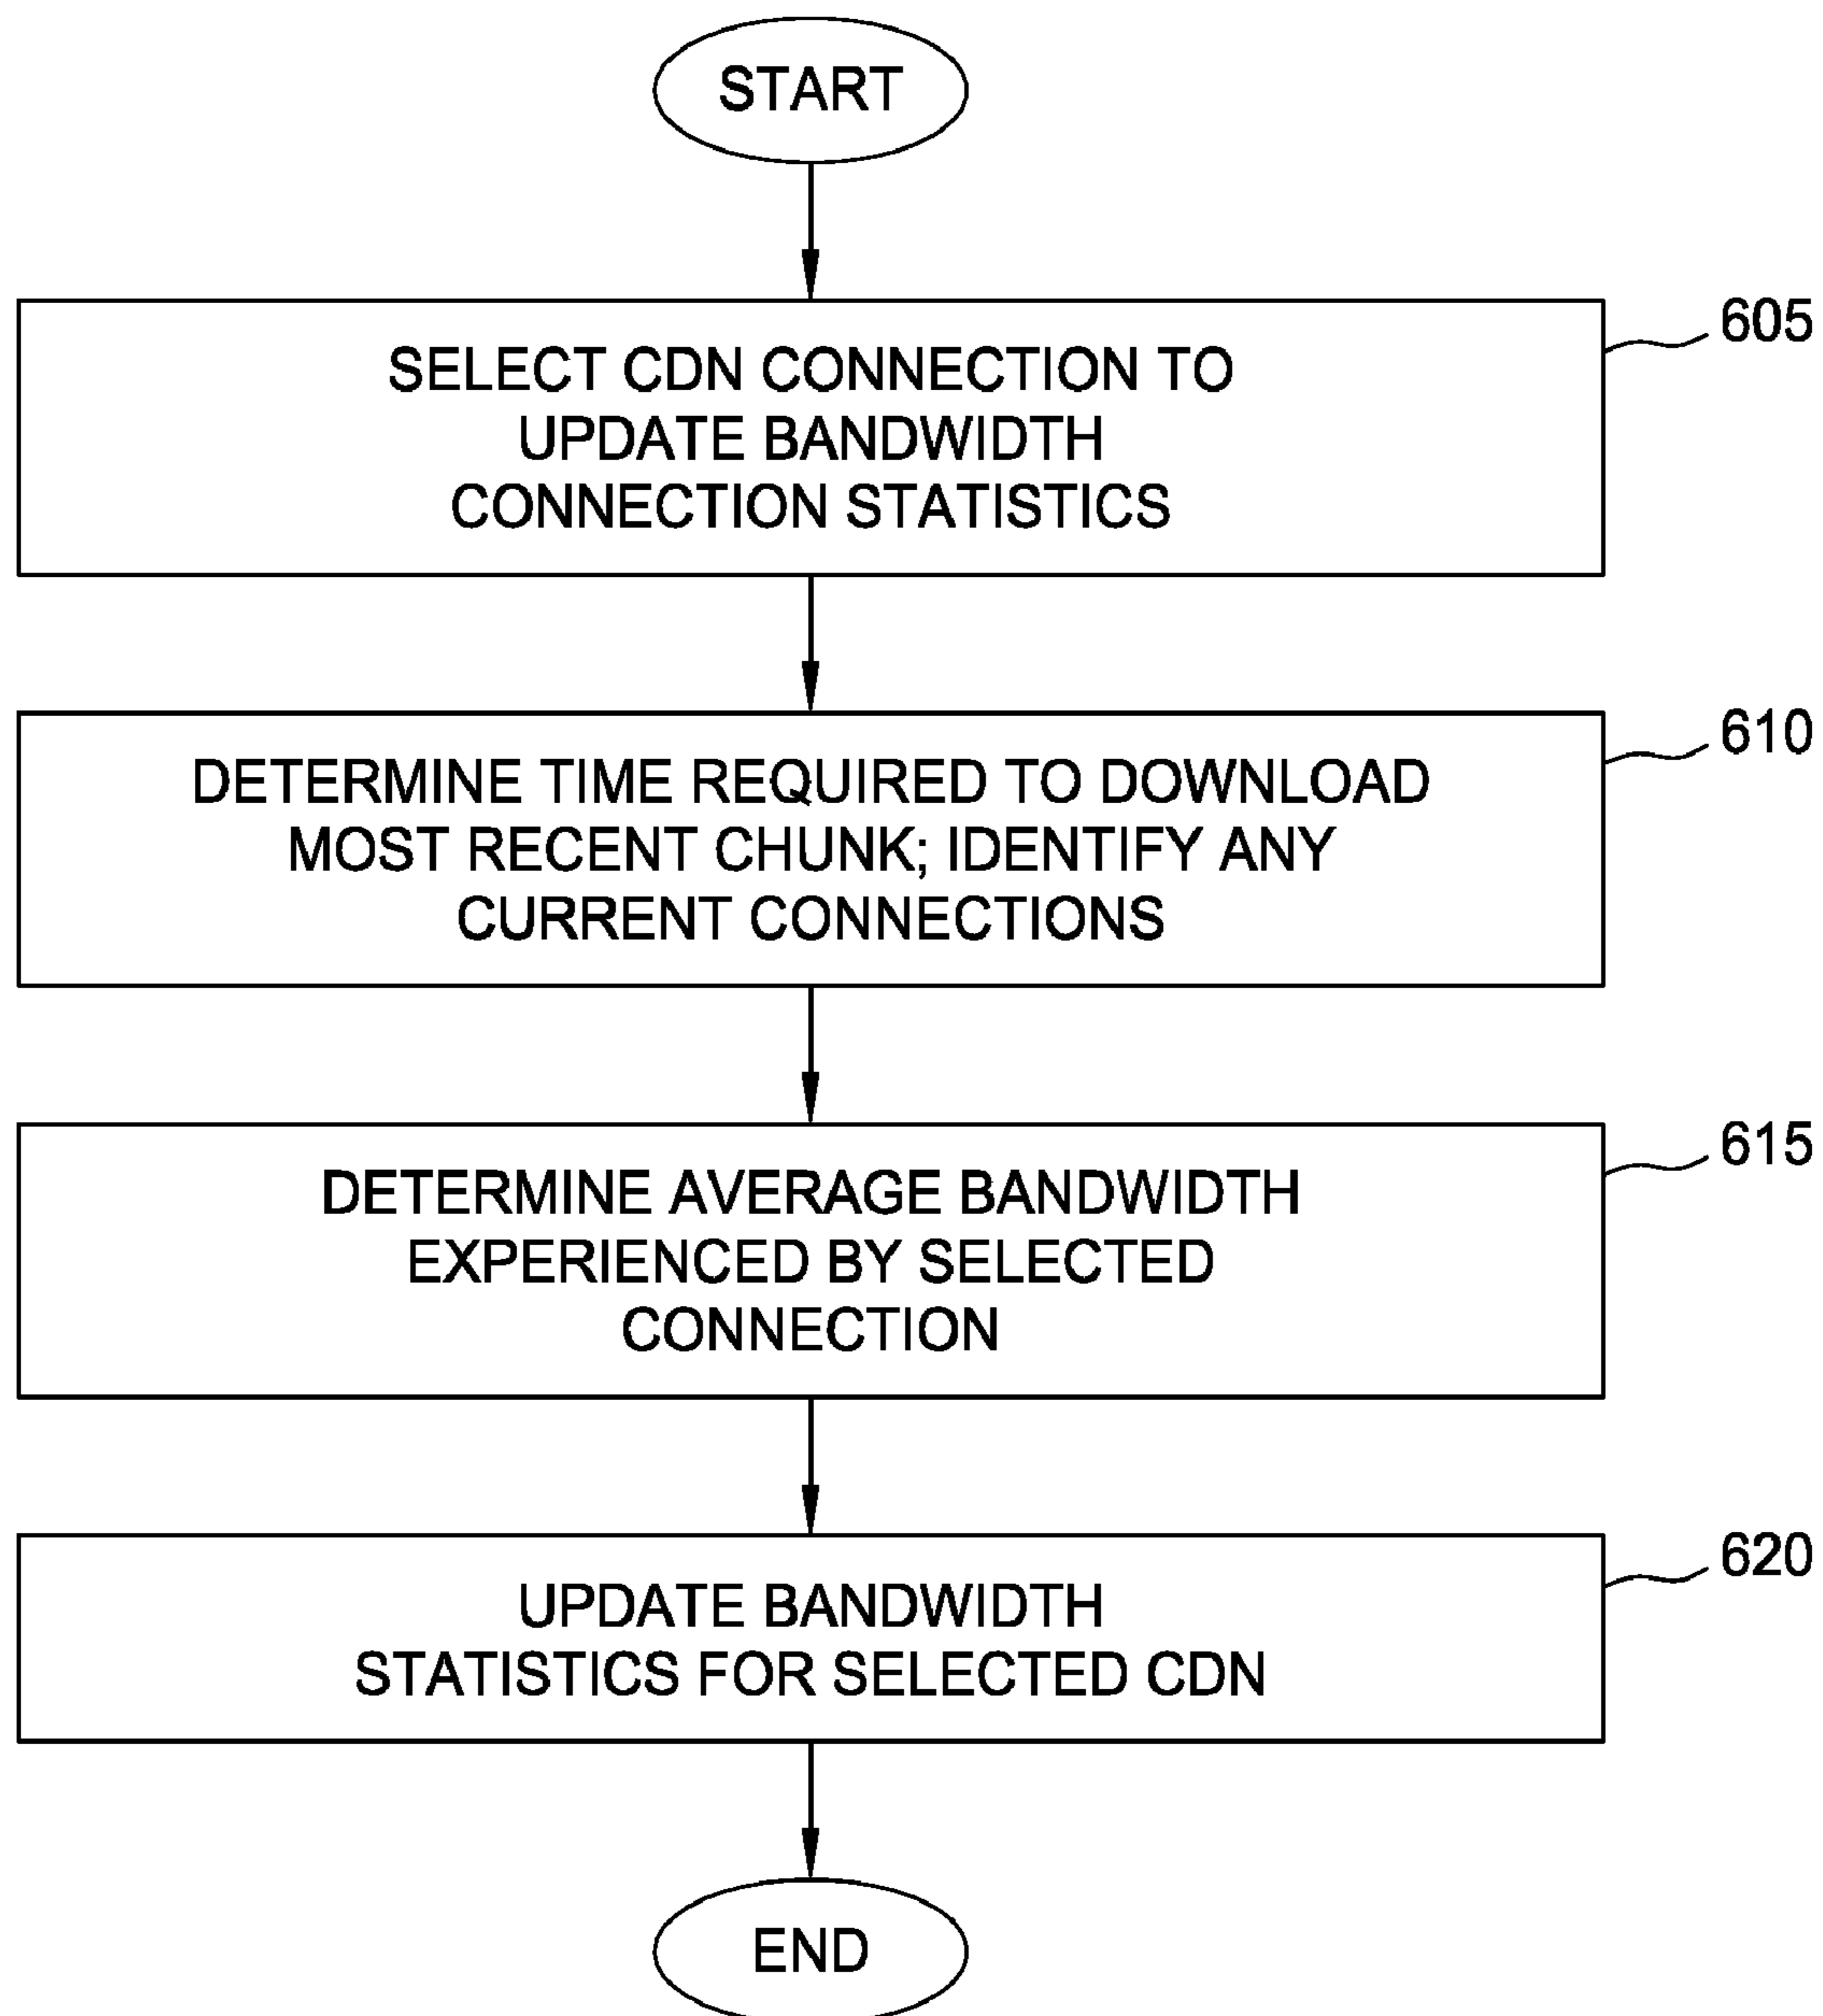 START
SELECT CDN CONNECTION TO
UPDATE BANDWIDTH
CONNECTION STATISTICS
605
DETERMINE TIME REQUIRED TO DOWNLOAD
MOST RECENT CHUNK; IDENTIFY ANY
CURRENT CONNECTIONS
610
DETERMINE AVERAGE BANDWIDTH
EXPERIENCED BY SELECTED
CONNECTION
615
UPDATE BANDWIDTH
STATISTICS FOR SELECTED CDN
620
END